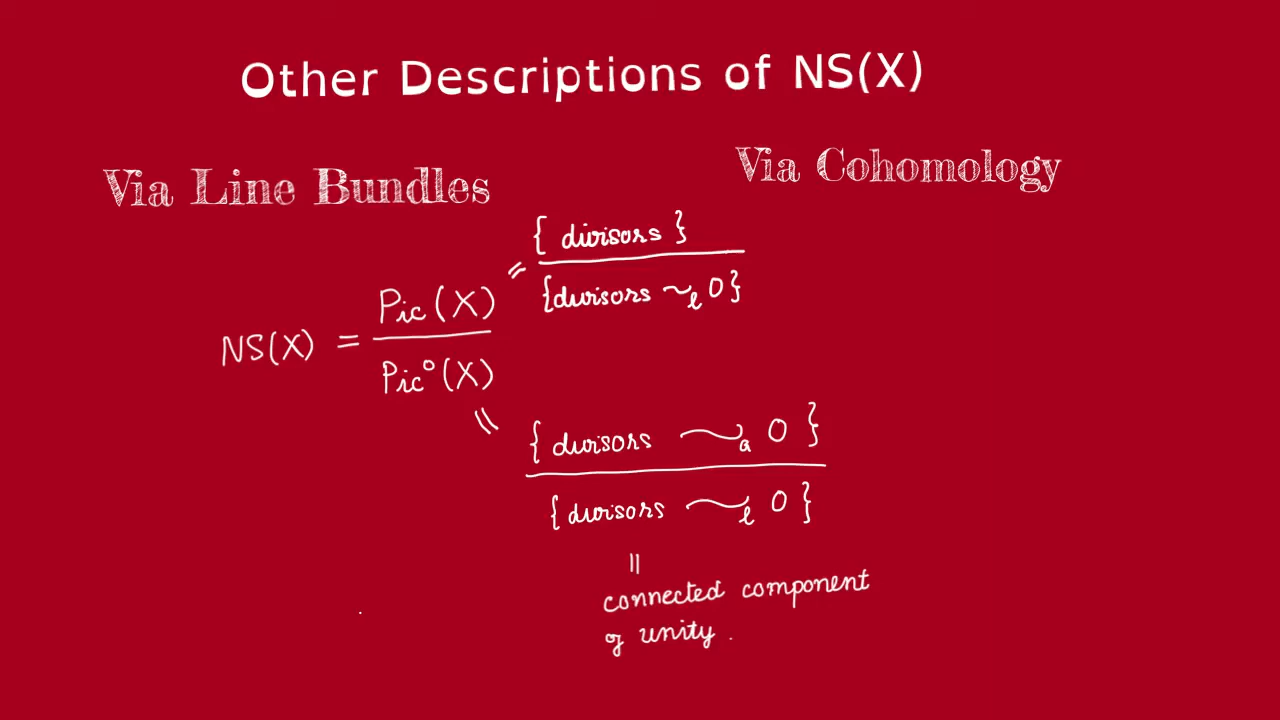 Other Descriptions of NS(X)
Via Line Bundles
Via Cohomology
NS(X) = Pic(X) / Pic⁰(X)
= { divisors } / {divisors ~ₗ 0}
= { divisors ~ₐ 0 } / { divisors ~ₗ 0 }
=
connected component
of unity.